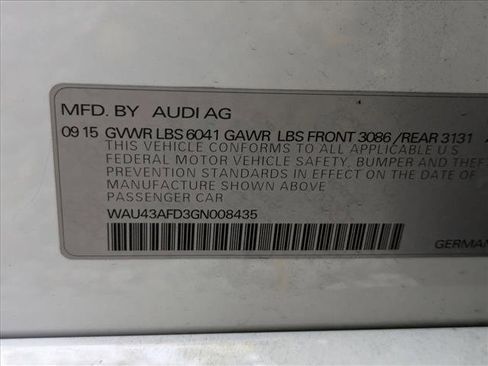 MFD. BY AUDI AG
09 15 GVWR LBS 6041 GAWR LBS FRONT 3086 /REAR 3131
THIS VEHICLE CONFORMS TO ALL APPLICABLE U.S
FEDERAL MOTOR VEHICLE SAFETY, BUMPER AND THEF
PREVENTION STANDARDS IN EFFECT ON THE DATE OF
MANUFACTURE SHOWN ABOVE.
PASSENGER CAR
WAU43AFD3GN008435
GERMAN